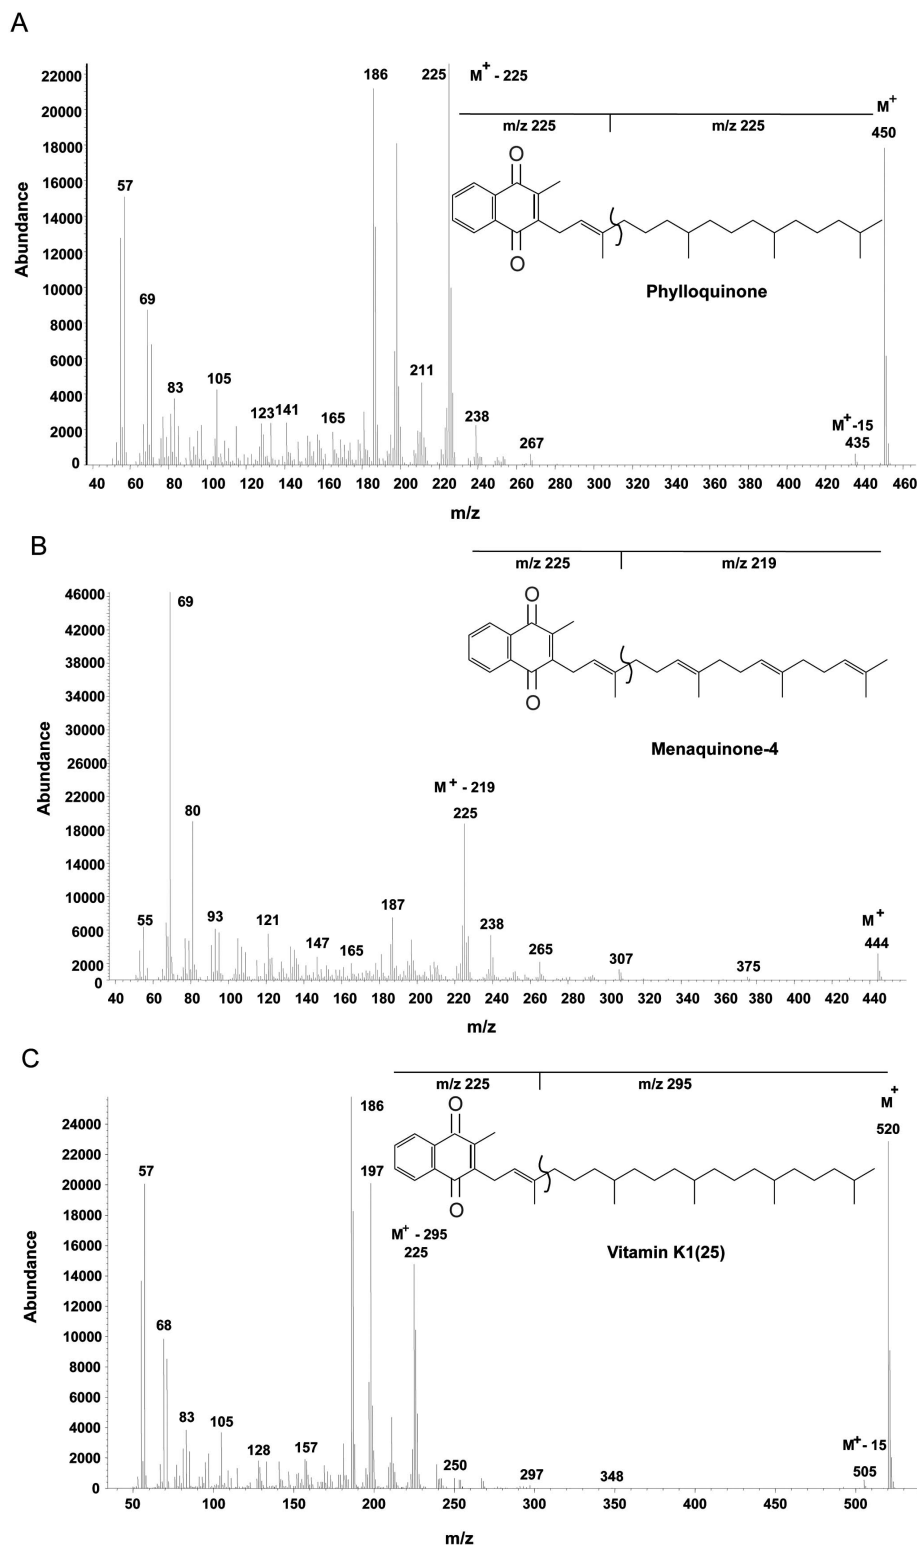 A
M+ - 225
M+
m/z 225 m/z 225
186 225 450
57
69
83 105 123 141 165 211 238 267
M+-15
435
O
O
Phylloquinone
Abundance
22000
20000
18000
16000
14000
12000
10000
8000
6000
4000
2000
0
40 60 80 100 120 140 160 180 200 220 240 260 280 300 320 340 360 380 400 420 440 460
m/z
B
m/z 225 m/z 219
69
O
O
Menaquinone-4
M+ - 219
80 225
55 93 121 147 165 187 238 265 307 375
M+
444
Abundance
46000
42000
38000
34000
30000
26000
22000
18000
14000
10000
6000
2000
0
40 60 80 100 120 140 160 180 200 220 240 260 280 300 320 340 360 380 400 420 440
m/z
C
m/z 225 m/z 295
M+
186 520
57 197
O
O
M+ - 295
225
Vitamin K1(25)
68
83 105 128 157 250 297 348
M+- 15
505
Abundance
24000
22000
20000
18000
16000
14000
12000
10000
8000
6000
4000
2000
0
50 100 150 200 250 300 350 400 450 500
m/z